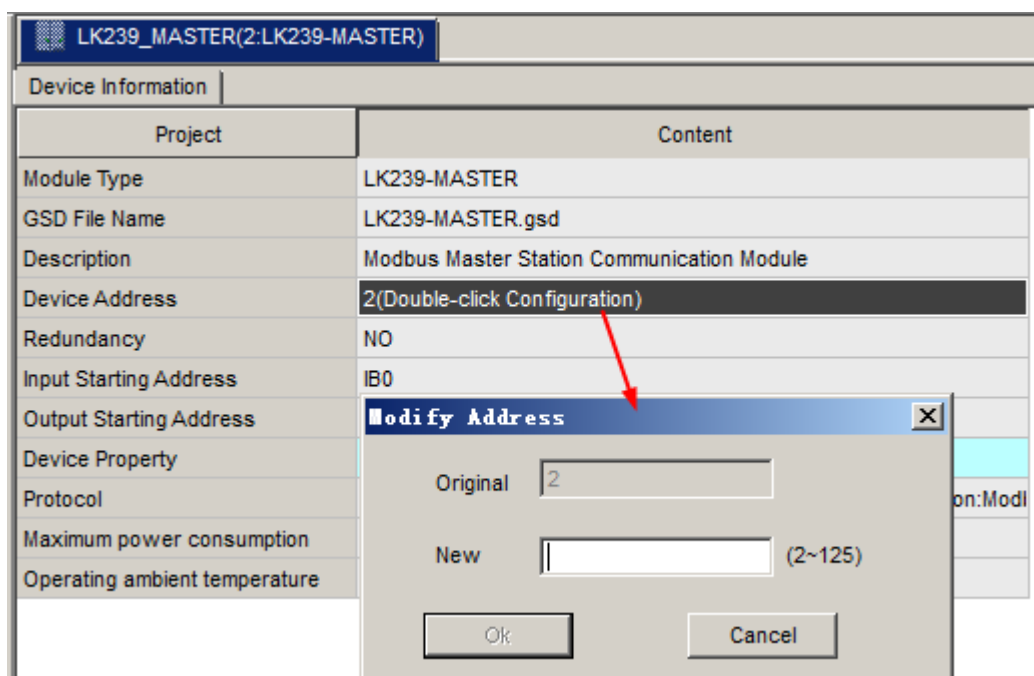 LK239_MASTER(2:LK239-MASTER)
Device Information
Project Content
Module Type LK239-MASTER
GSD File Name LK239-MASTER.gsd
Description Modbus Master Station Communication Module
Device Address 2(Double-click Configuration)
Redundancy NO
Input Starting Address IB0
Output Starting Address
Device Property
Protocol on:Modl
Maximum power consumption
Operating ambient temperature
Modify Address
Original 2
New (2~125)
Ok Cancel